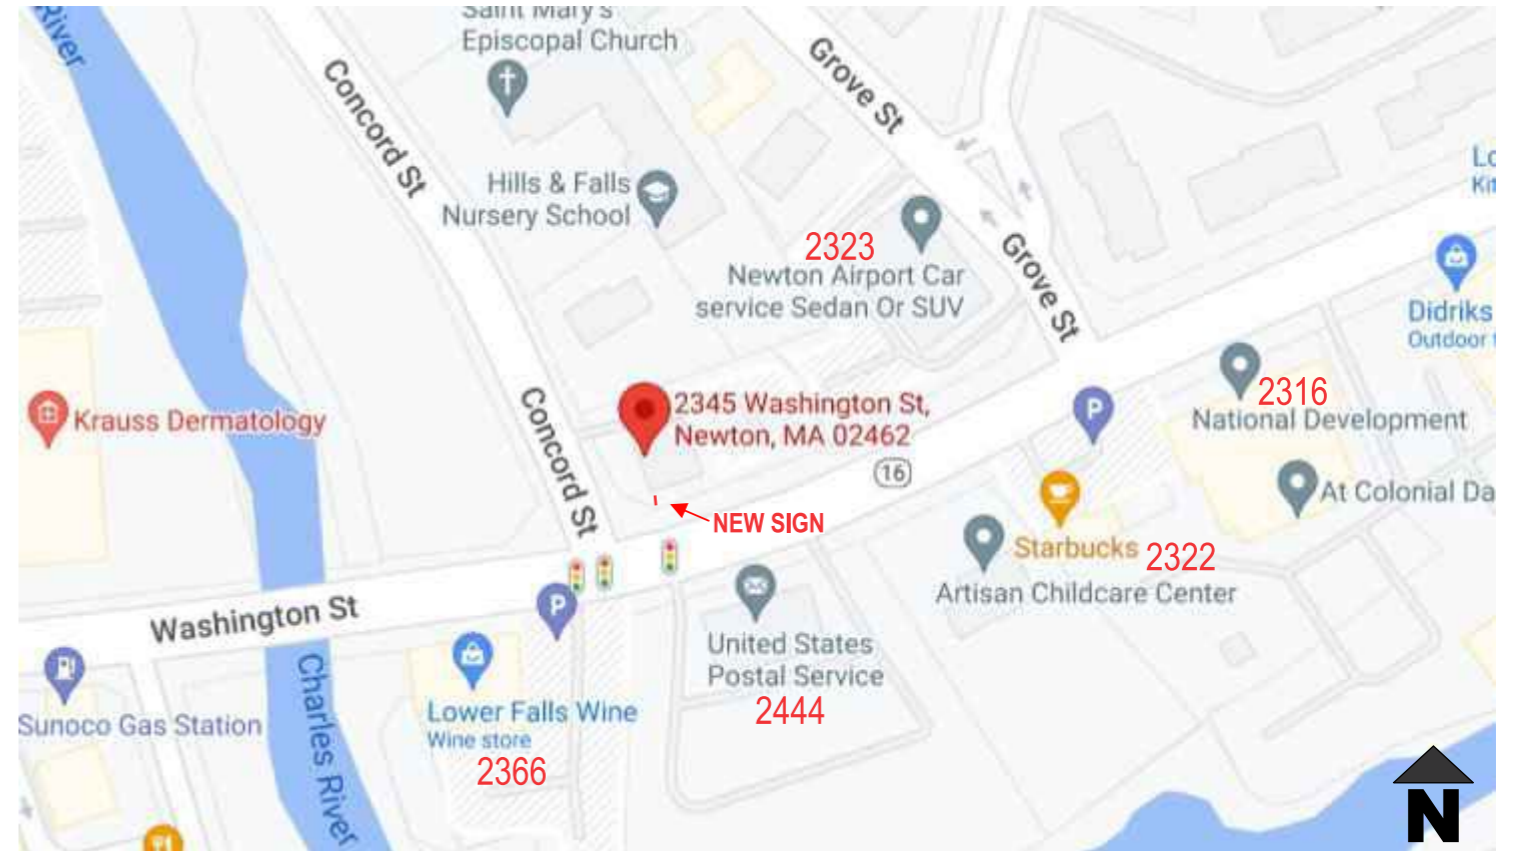 River
Saint Mary's
Episcopal Church
Concord St
Grove St
Hills & Falls
Nursery School
2323
Newton Airport Car
service Sedan Or SUV
Grove St
Didriks
Outdoor
2316
National Development
Krauss Dermatology
Concord St
2345 Washington St,
Newton, MA 02462
P
16
At Colonial Da
NEW SIGN
Starbucks 2322
Artisan Childcare Center
P
Washington St
United States
Postal Service
2444
Sunoco Gas Station
Charles River
Lower Falls Wine
Wine store
2366
N